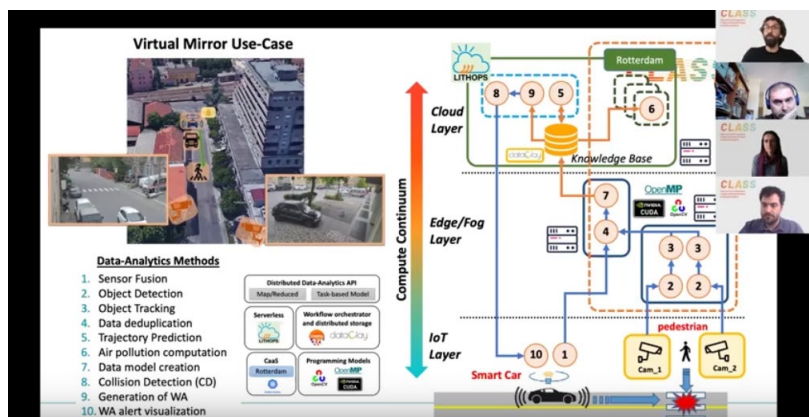 Virtual Mirror Use-Case
Data-Analytics Methods
1. Sensor Fusion
2. Object Detection
3. Object Tracking
4. Data deduplication
5. Trajectory Prediction
6. Air pollution computation
7. Data model creation
8. Collision Detection (CD)
9. Generation of WA
10. WA alert visualization
Distributed Data-Analytics API
Map/Reduced
Task-based Model
Serverless
LITHOPS
Workflow orchestrator
and distributed storage
dataClay
CaaS
Rotterdam
Programming Models
OpenMP
OpenCV
NVIDIA
CUDA
Compute Continuum
Cloud
Layer
Edge/Fog
Layer
IoT
Layer
LITHOPS
Rotterdam
8
9
5
6
dataClay
Knowledge Base
7
OpenMP
NVIDIA
CUDA
OpenCV
4
3
3
2
2
10
1
Smart Car
pedestrian
Cam_1
Cam_2
CLASS
CLASS
CLASS
CLASS